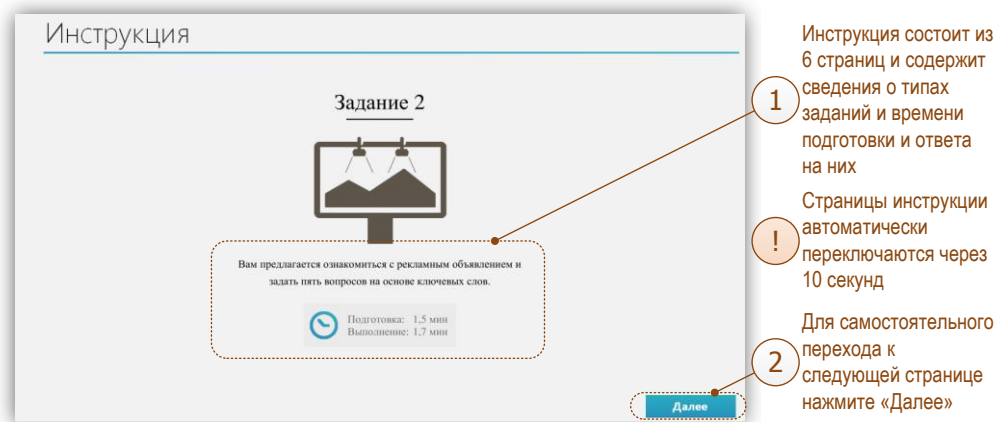 Инструкция
Задание 2
Вам предлагается ознакомиться с рекламным объявлением и
задать пять вопросов на основе ключевых слов.
Подготовка: 1,5 мин
Выполнение: 1,7 мин
Далее
1
Инструкция состоит из
6 страниц и содержит
сведения о типах
заданий и времени
подготовки и ответа
на них
!
Страницы инструкции
автоматически
переключаются через
10 секунд
2
Для самостоятельного
перехода к
следующей странице
нажмите «Далее»